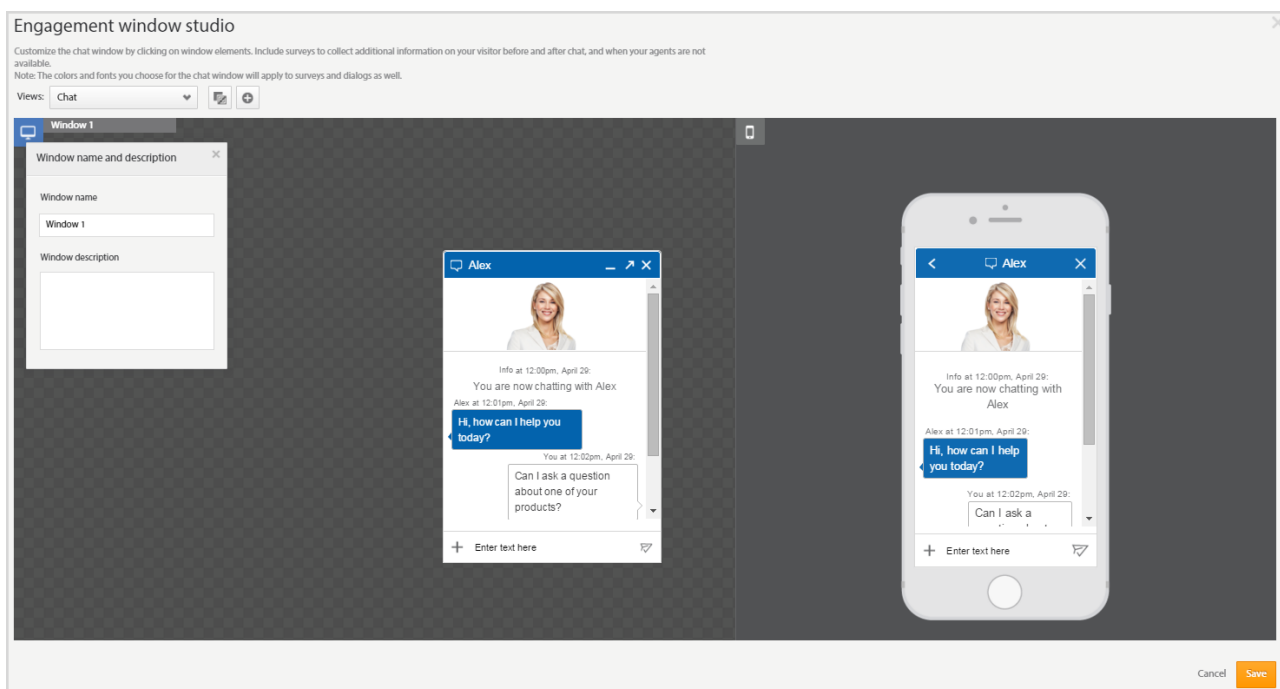 Engagement window studio
Customize the chat window by clicking on window elements. Include surveys to collect additional information on your visitor before and after chat, and when your agents are not
available.
Note: The colors and fonts you choose for the chat window will apply to surveys and dialogs as well.
Views: Chat
Window 1
Window name and description
Window name
Window 1
Window description
Alex
Info at 12:00pm, April 29:
You are now chatting with Alex
Alex at 12:01pm, April 29:
Hi, how can I help you
today?
You at 12:02pm, April 29:
Can I ask a question
about one of your
products?
Enter text here
Alex
Info at 12:00pm, April 29:
You are now chatting with
Alex
Alex at 12:01pm, April 29:
Hi, how can I help
you today?
You at 12:02pm, April 29:
Can I ask a
Enter text here
Cancel Save